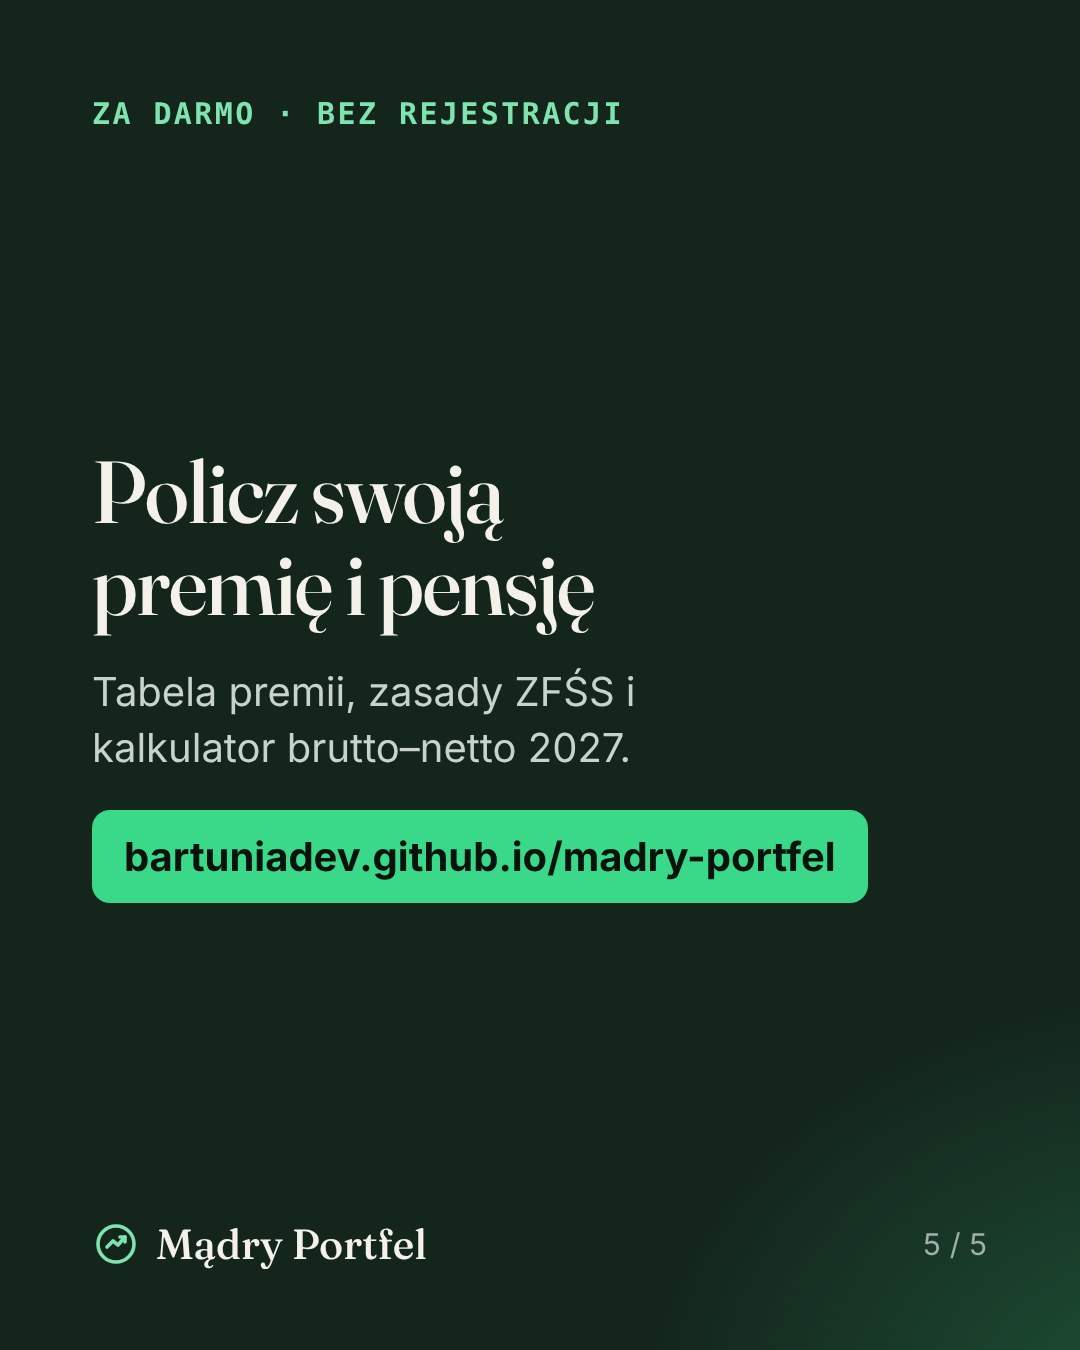 ZA DARMO · BEZ REJESTRACJI
Policz swoją
premię i pensję
Tabela premii, zasady ZFŚS i
kalkulator brutto–netto 2027.
bartuniadev.github.io/madry-portfel
Mądry Portfel
5 / 5